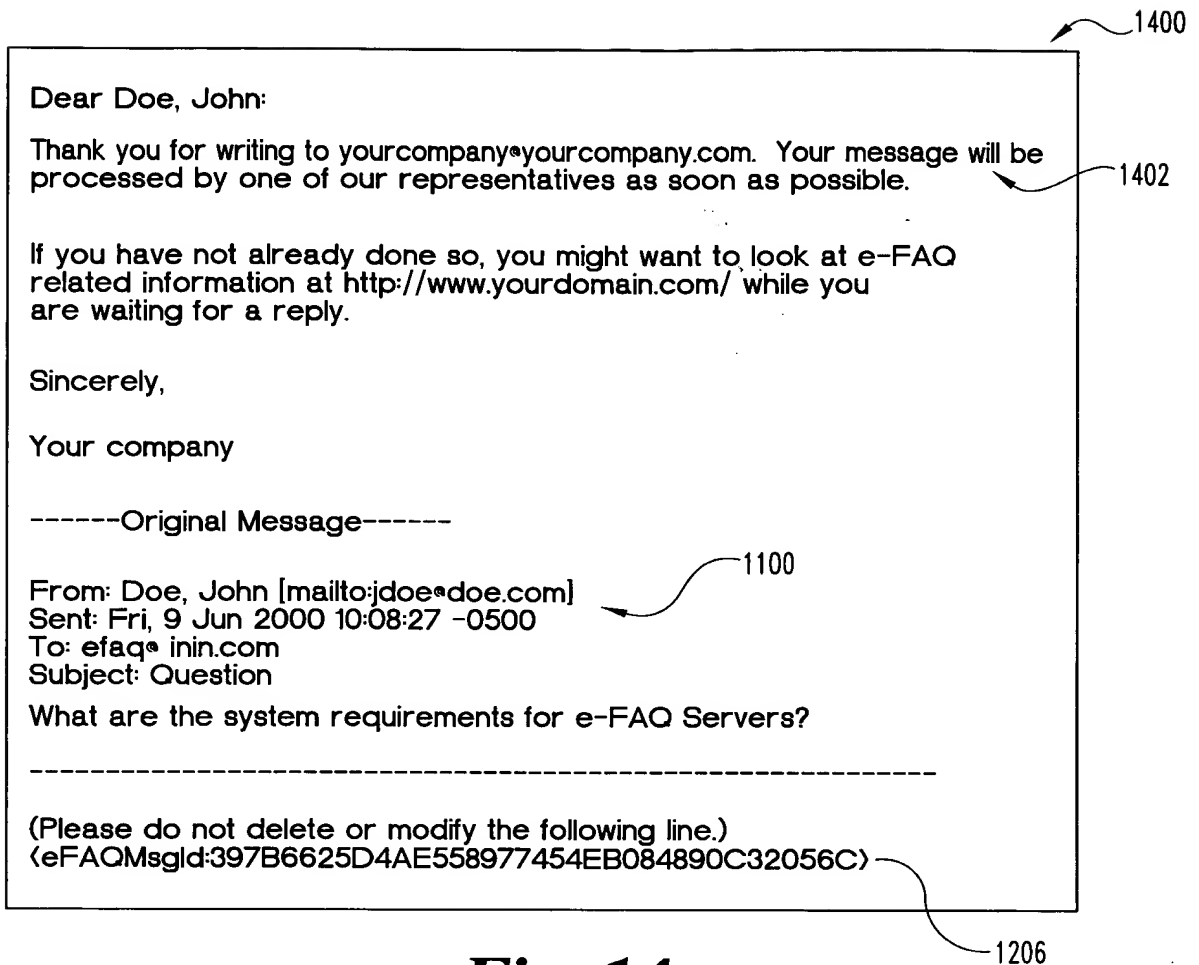 1400
Dear Doe, John:
Thank you for writing to yourcompany@yourcompany.com. Your message will be
processed by one of our representatives as soon as possible.
1402
If you have not already done so, you might want to look at e-FAQ
related information at http://www.yourdomain.com/ while you
are waiting for a reply.
Sincerely,
Your company
------Original Message------
1100
From: Doe, John [mailto:jdoe@doe.com]
Sent: Fri, 9 Jun 2000 10:08:27 -0500
To: efaq@ inin.com
Subject: Question
What are the system requirements for e-FAQ Servers?
----------------------------------------------------------------
(Please do not delete or modify the following line.)
<eFAQMsgId:397B6625D4AE558977454EB084890C32056C>
1206